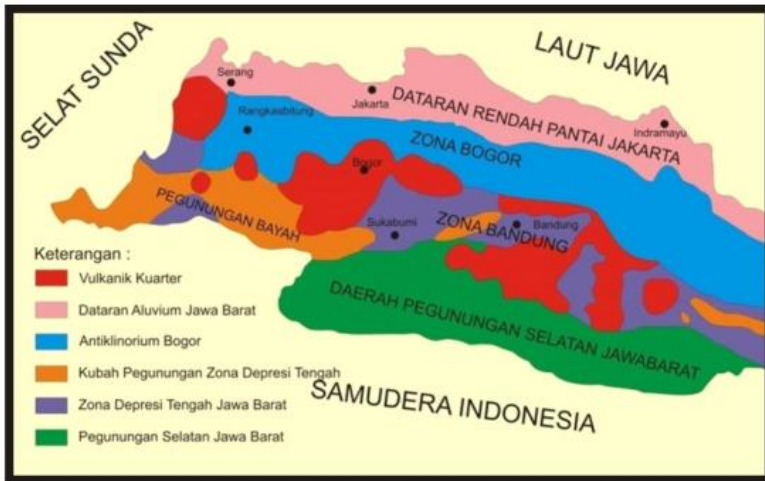 SELAT SUNDA
LAUT JAWA
Serang
Jakarta
DATARAN RENDAH PANTAI JAKARTA
Indramayu
Rangkasbitung
ZONA BOGOR
Bogor
PEGUNUNGAN BAYAH
Sukabumi
ZONA BANDUNG
Bandung
DAERAH PEGUNUNGAN SELATAN JAWABARAT
SAMUDERA INDONESIA
Keterangan :
Vulkanik Kuarter
Dataran Aluvium Jawa Barat
Antiklinorium Bogor
Kubah Pegunungan Zona Depresi Tengah
Zona Depresi Tengah Jawa Barat
Pegunungan Selatan Jawa Barat